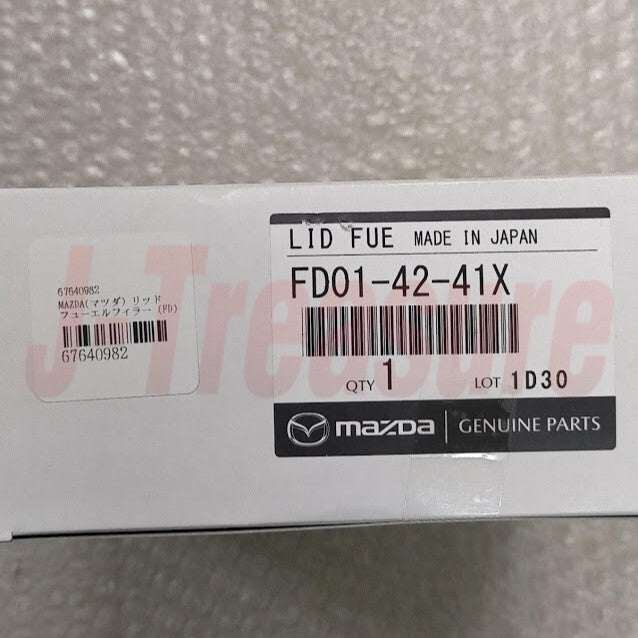 67640982
MAZDA(マツダ) リッド
フューエルフィラー (FD)
67640982
LID FUE MADE IN JAPAN
FD01-42-41X
QTY 1 LOT 1D30
mazda GENUINE PARTS
J-Treasure